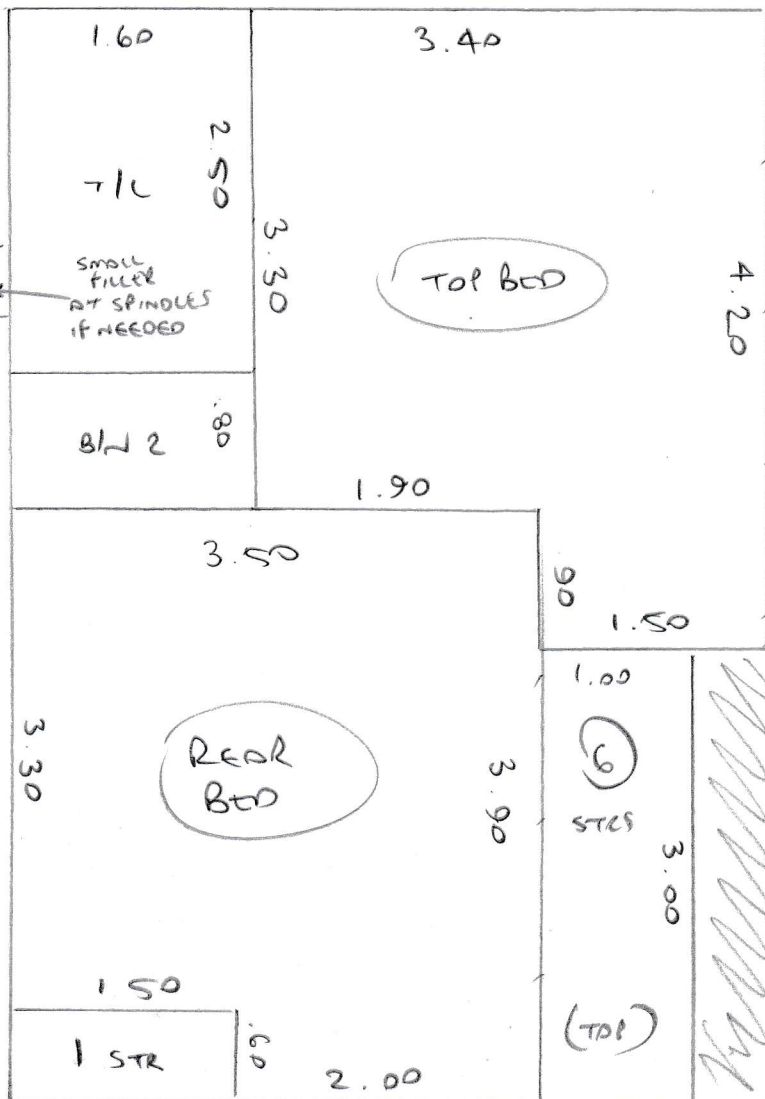 1.60
3.40
2.50
T/L
3.30
TOP BED
4.20
SMALL
FILLER
AT SPINDLES
IF NEEDED
B/W 2
.80
1.90
3.50
90
1.50
1.00
3.30
REAR
BED
3.90
6
STRS
3.00
1 50
1 STR
.60
2.00
(TOP)